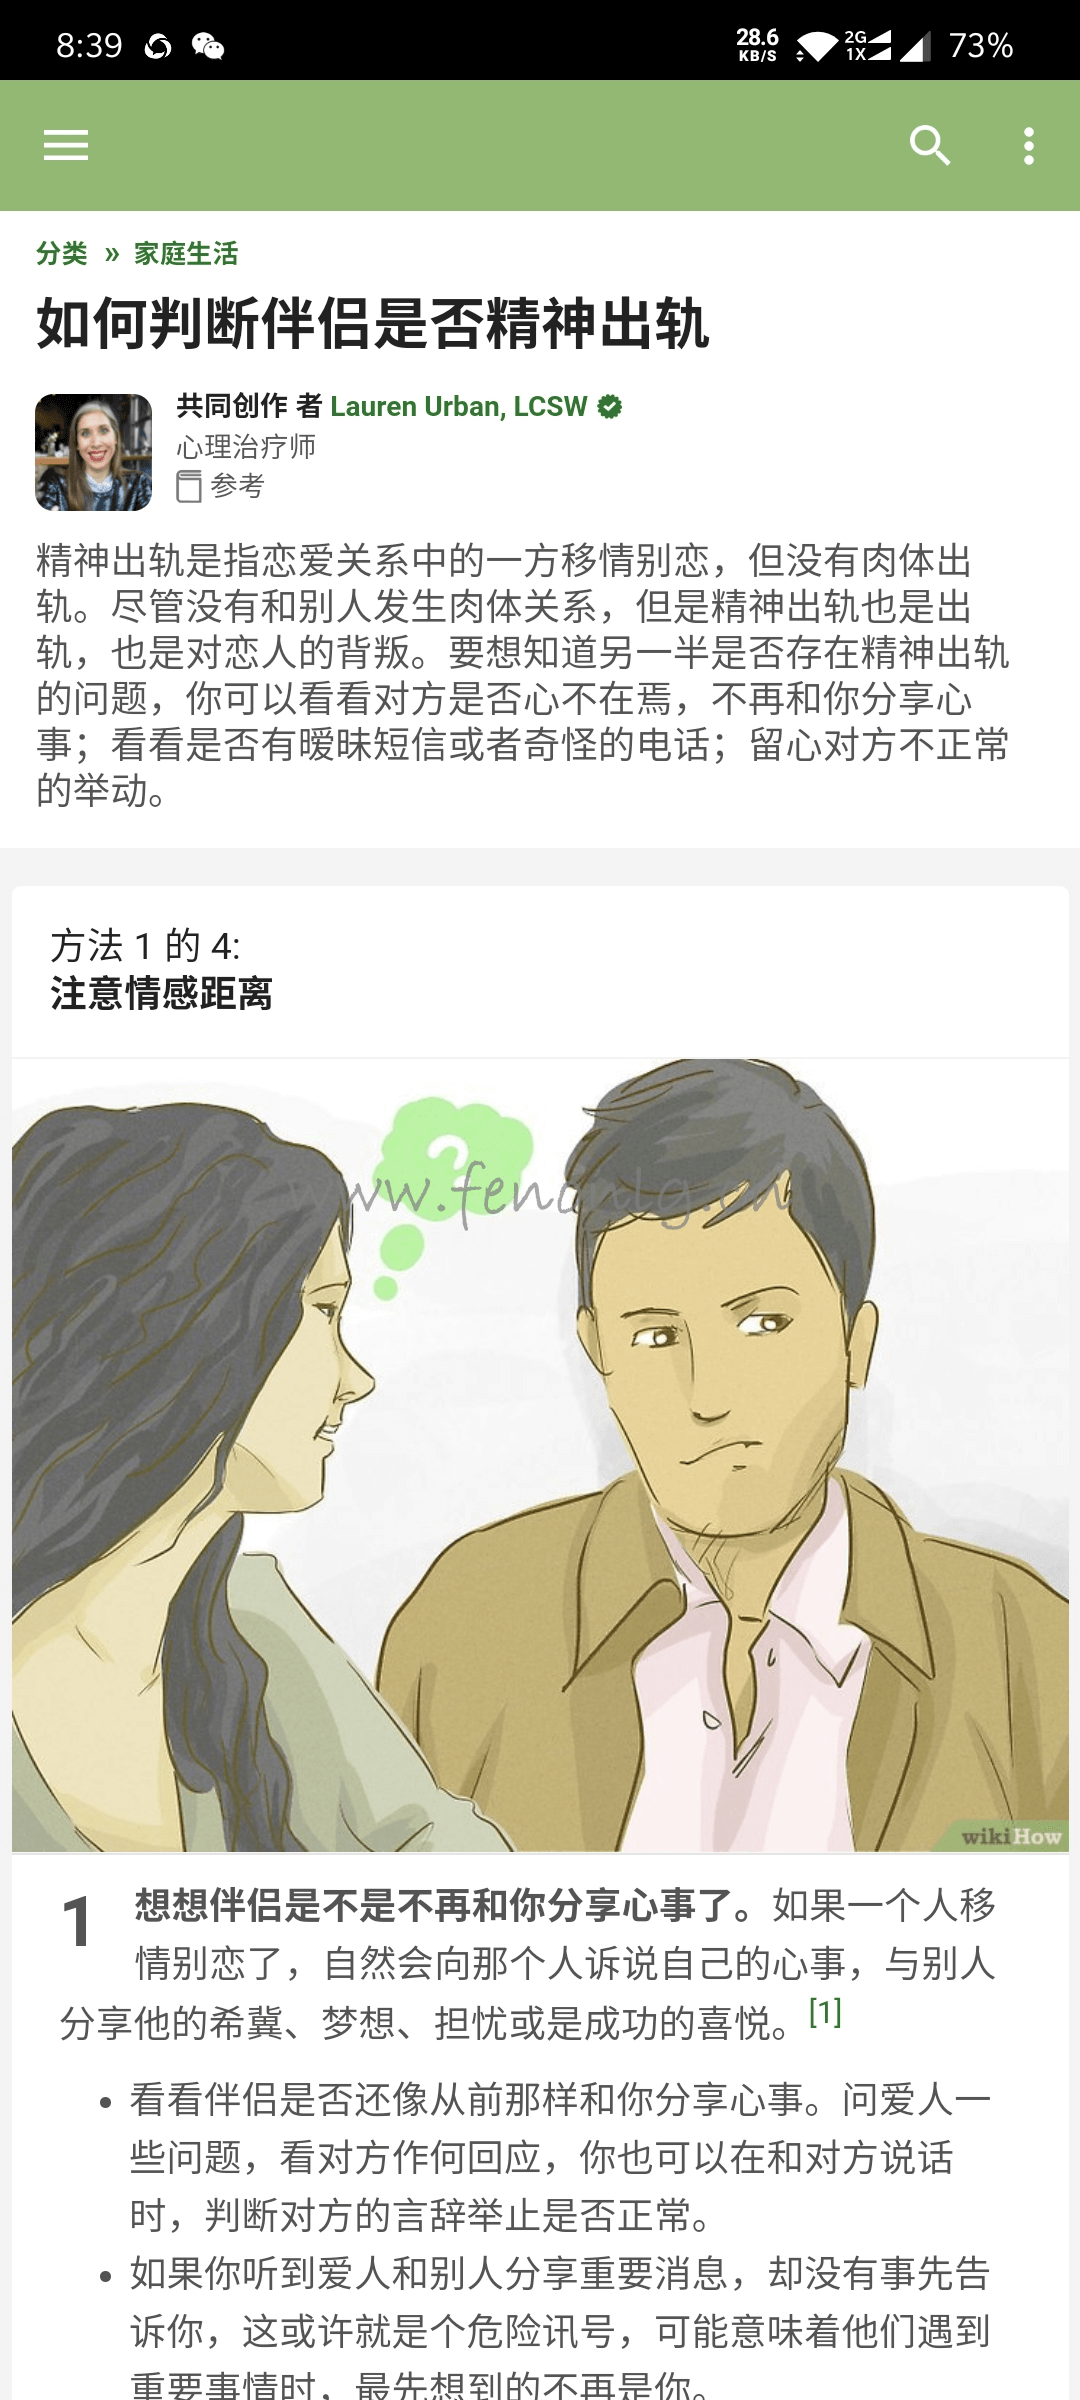 8:39
28.6
KB/S
2G
1X
73%
分类 » 家庭生活
如何判断伴侣是否精神出轨
共同创作 者 Lauren Urban, LCSW
心理治疗师
参考
精神出轨是指恋爱关系中的一方移情别恋，但没有肉体出
轨。尽管没有和别人发生肉体关系，但是精神出轨也是出
轨，也是对恋人的背叛。要想知道另一半是否存在精神出轨
的问题，你可以看看对方是否心不在焉，不再和你分享心
事；看看是否有暧昧短信或者奇怪的电话；留心对方不正常
的举动。
方法 1 的 4:
注意情感距离
?
wikiHow
1 想想伴侣是不是不再和你分享心事了。如果一个人移
情别恋了，自然会向那个人诉说自己的心事，与别人
分享他的希冀、梦想、担忧或是成功的喜悦。[1]
• 看看伴侣是否还像从前那样和你分享心事。问爱人一
些问题，看对方作何回应，你也可以在和对方说话
时，判断对方的言辞举止是否正常。
• 如果你听到爱人和别人分享重要消息，却没有事先告
诉你，这或许就是个危险讯号，可能意味着他们遇到
重要事情时，最先想到的不再是你。